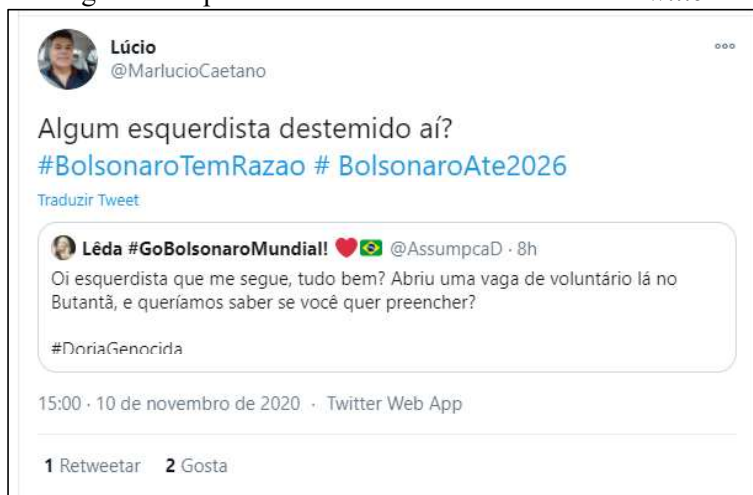 Lúcio
@MarlucioCaetano
Algum esquerdista destemido aí?
#BolsonaroTemRazao # BolsonaroAte2026
Traduzir Tweet
Lêda #GoBolsonaroMundial! ❤️🇧🇷 @AssumpcaD · 8h
Oi esquerdista que me segue, tudo bem? Abriu uma vaga de voluntário lá no
Butantã, e queríamos saber se você quer preencher?
#DoriaGenocida
15:00 · 10 de novembro de 2020 · Twitter Web App
1 Retweetar 2 Gosta